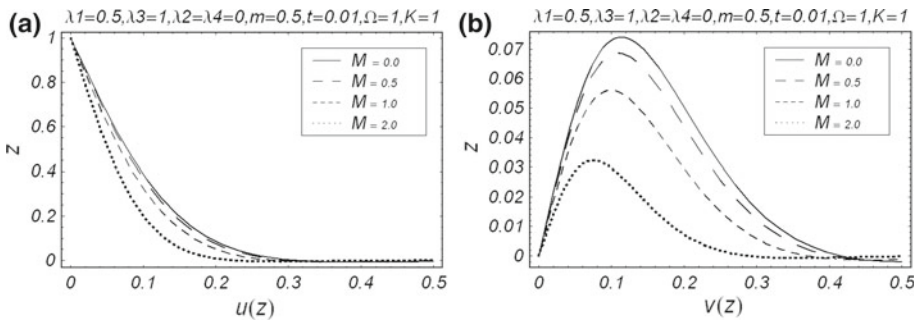 (a)
λ1=0.5,λ3=1,λ2=λ4=0,m=0.5,t=0.01,Ω=1,K=1
1
0.8
0.6
0.4
0.2
0
z
M = 0.0
M = 0.5
M = 1.0
M = 2.0
0 0.1 0.2 0.3 0.4 0.5
u(z)
(b)
λ1=0.5,λ3=1,λ2=λ4=0,m=0.5,t=0.01,Ω=1,K=1
0.07
0.06
0.05
0.04
0.03
0.02
0.01
0
z
M = 0.0
M = 0.5
M = 1.0
M = 2.0
0 0.1 0.2 0.3 0.4 0.5
v(z)